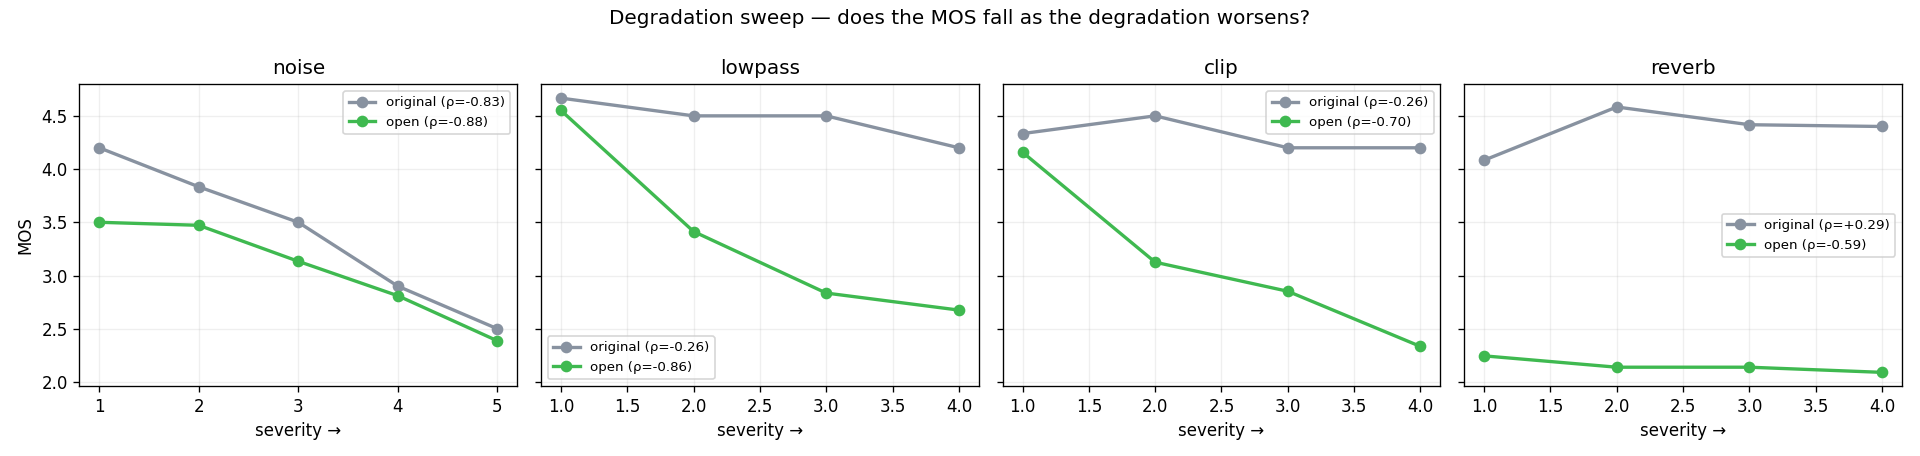 Degradation sweep — does the MOS fall as the degradation worsens?
noise
MOS
4.5
4.0
3.5
3.0
2.5
2.0
original (ρ=-0.83)
open (ρ=-0.88)
1 2 3 4 5
severity →
lowpass
original (ρ=-0.26)
open (ρ=-0.86)
1.0 1.5 2.0 2.5 3.0 3.5 4.0
severity →
clip
original (ρ=-0.26)
open (ρ=-0.70)
1.0 1.5 2.0 2.5 3.0 3.5 4.0
severity →
reverb
original (ρ=+0.29)
open (ρ=-0.59)
1.0 1.5 2.0 2.5 3.0 3.5 4.0
severity →